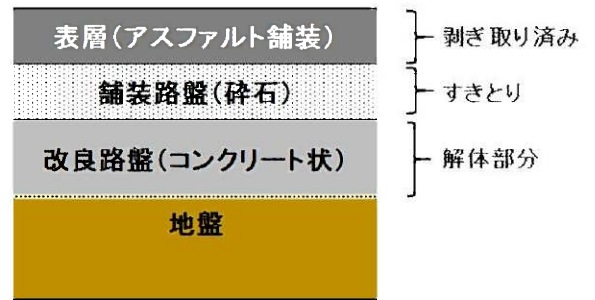 表層(アスファルト舗装)
剥ぎ取り済み
舗装路盤(砕石)
すきとり
改良路盤(コンクリート状)
解体部分
地盤